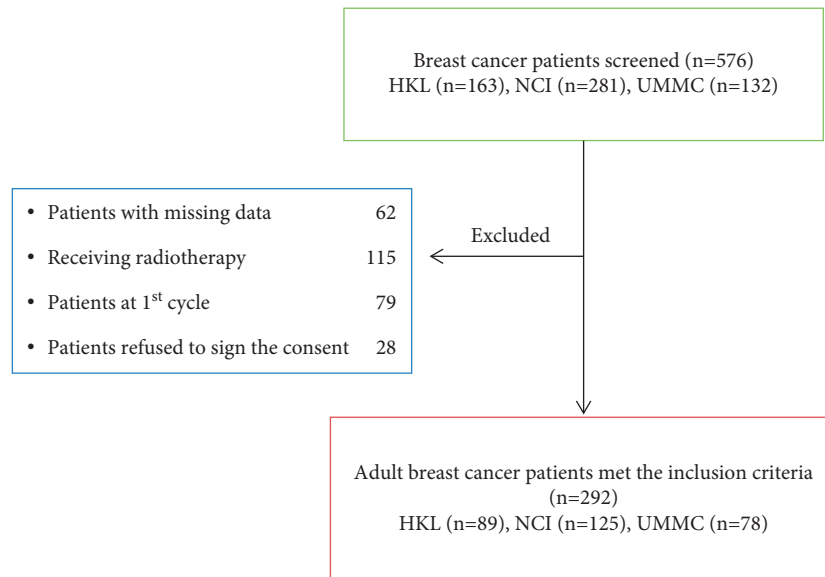 Breast cancer patients screened (n=576)
HKL (n=163), NCI (n=281), UMMC (n=132)
• Patients with missing data 62
• Receiving radiotherapy 115
• Patients at 1st cycle 79
• Patients refused to sign the consent 28
Excluded
Adult breast cancer patients met the inclusion criteria
(n=292)
HKL (n=89), NCI (n=125), UMMC (n=78)